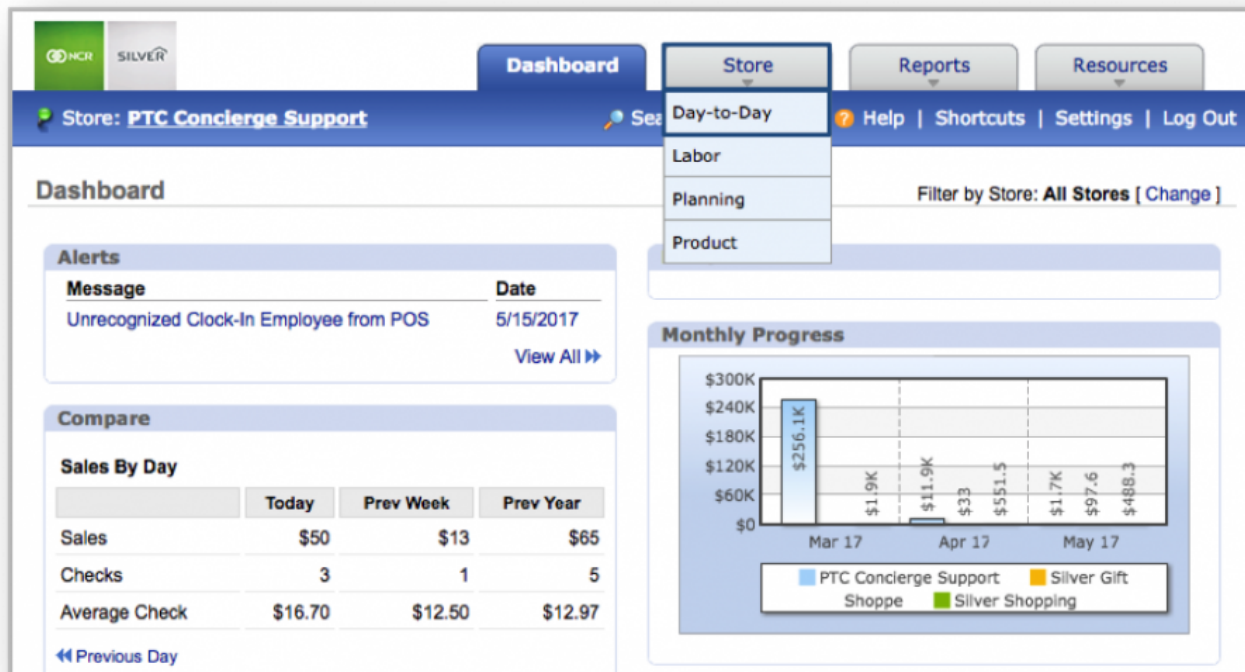 NCR SILVER
Dashboard Store Reports Resources
Store: PTC Concierge Support
Help | Shortcuts | Settings | Log Out
Day-to-Day
Labor
Planning
Product
Dashboard
Filter by Store: All Stores [ Change ]
Alerts
Message Date
Unrecognized Clock-In Employee from POS 5/15/2017
View All
Compare
Sales By Day
Today Prev Week Prev Year
Sales $50 $13 $65
Checks 3 1 5
Average Check $16.70 $12.50 $12.97
Previous Day
Monthly Progress
$300K
$240K
$180K
$120K
$60K
$0
$256.1K $1.9K $11.9K $33 $551.5 $1.7K $97.6 $488.3
Mar 17 Apr 17 May 17
PTC Concierge Support Silver Gift
Shoppe Silver Shopping